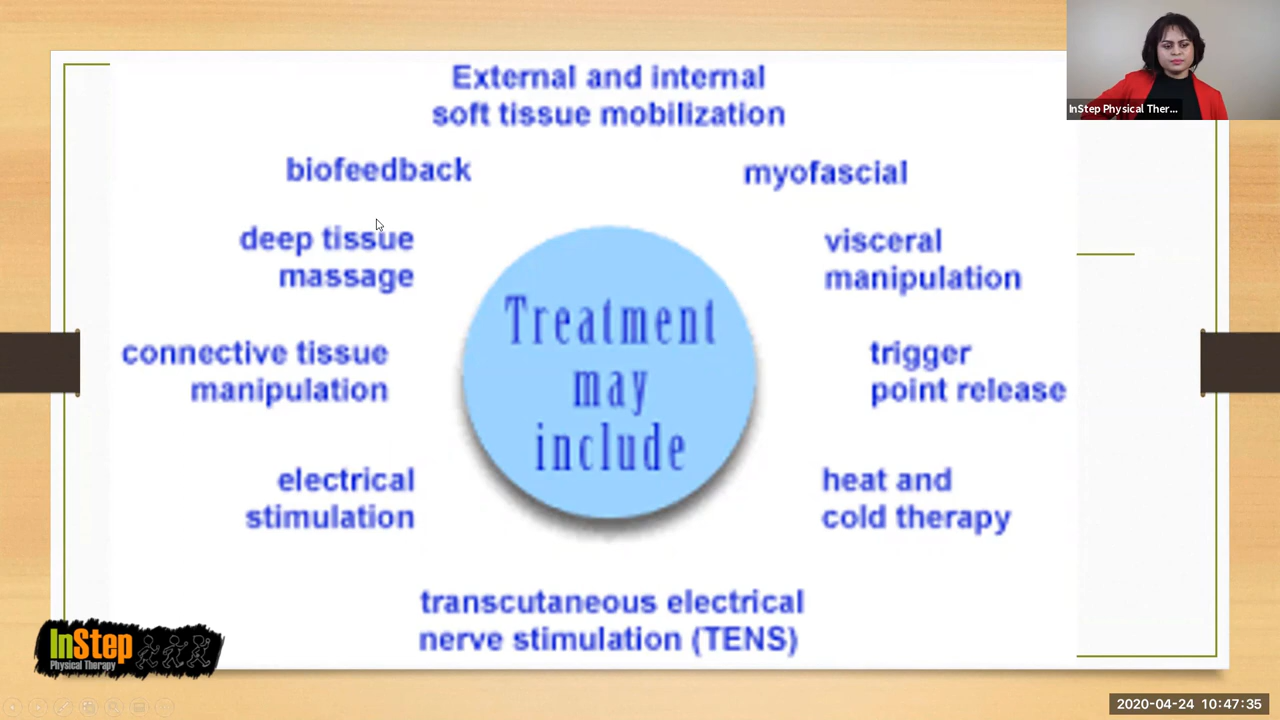 External and internal
soft tissue mobilization
biofeedback
myofascial
deep tissue
massage
visceral
manipulation
connective tissue
manipulation
trigger
point release
electrical
stimulation
heat and
cold therapy
transcutaneous electrical
nerve stimulation (TENS)
Treatment
may
include
InStep Physical Ther...
InStep
Physical Therapy
2020-04-24 10:47:35